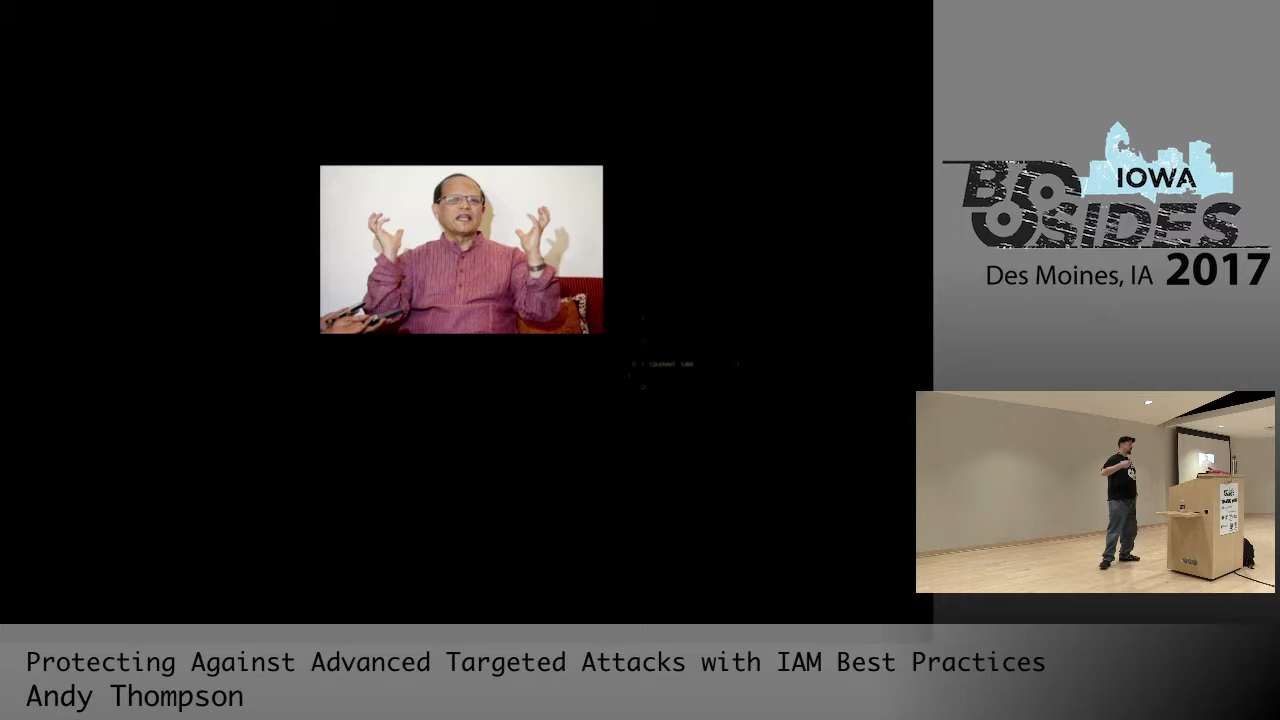 IOWA
BSIDES
Des Moines, IA 2017
Protecting Against Advanced Targeted Attacks with IAM Best Practices
Andy Thompson